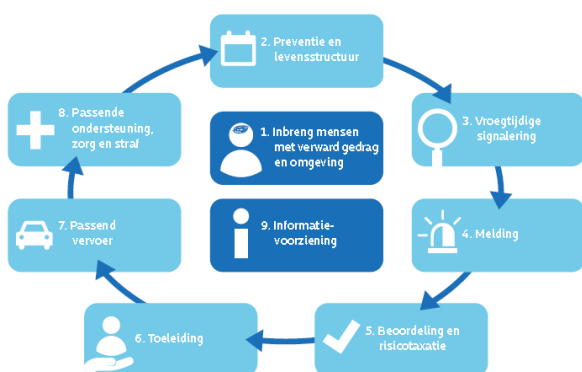 2. Preventie en
levensstructuur
8. Passende
ondersteuning,
zorg en straf
1. Inbreng mensen
met verward gedrag
en omgeving
3. Vroegtijdige
signalering
7. Passend
vervoer
9. Informatie-
voorziening
4. Melding
6. Toeleiding
5. Beoordeling en
risicotaxatie